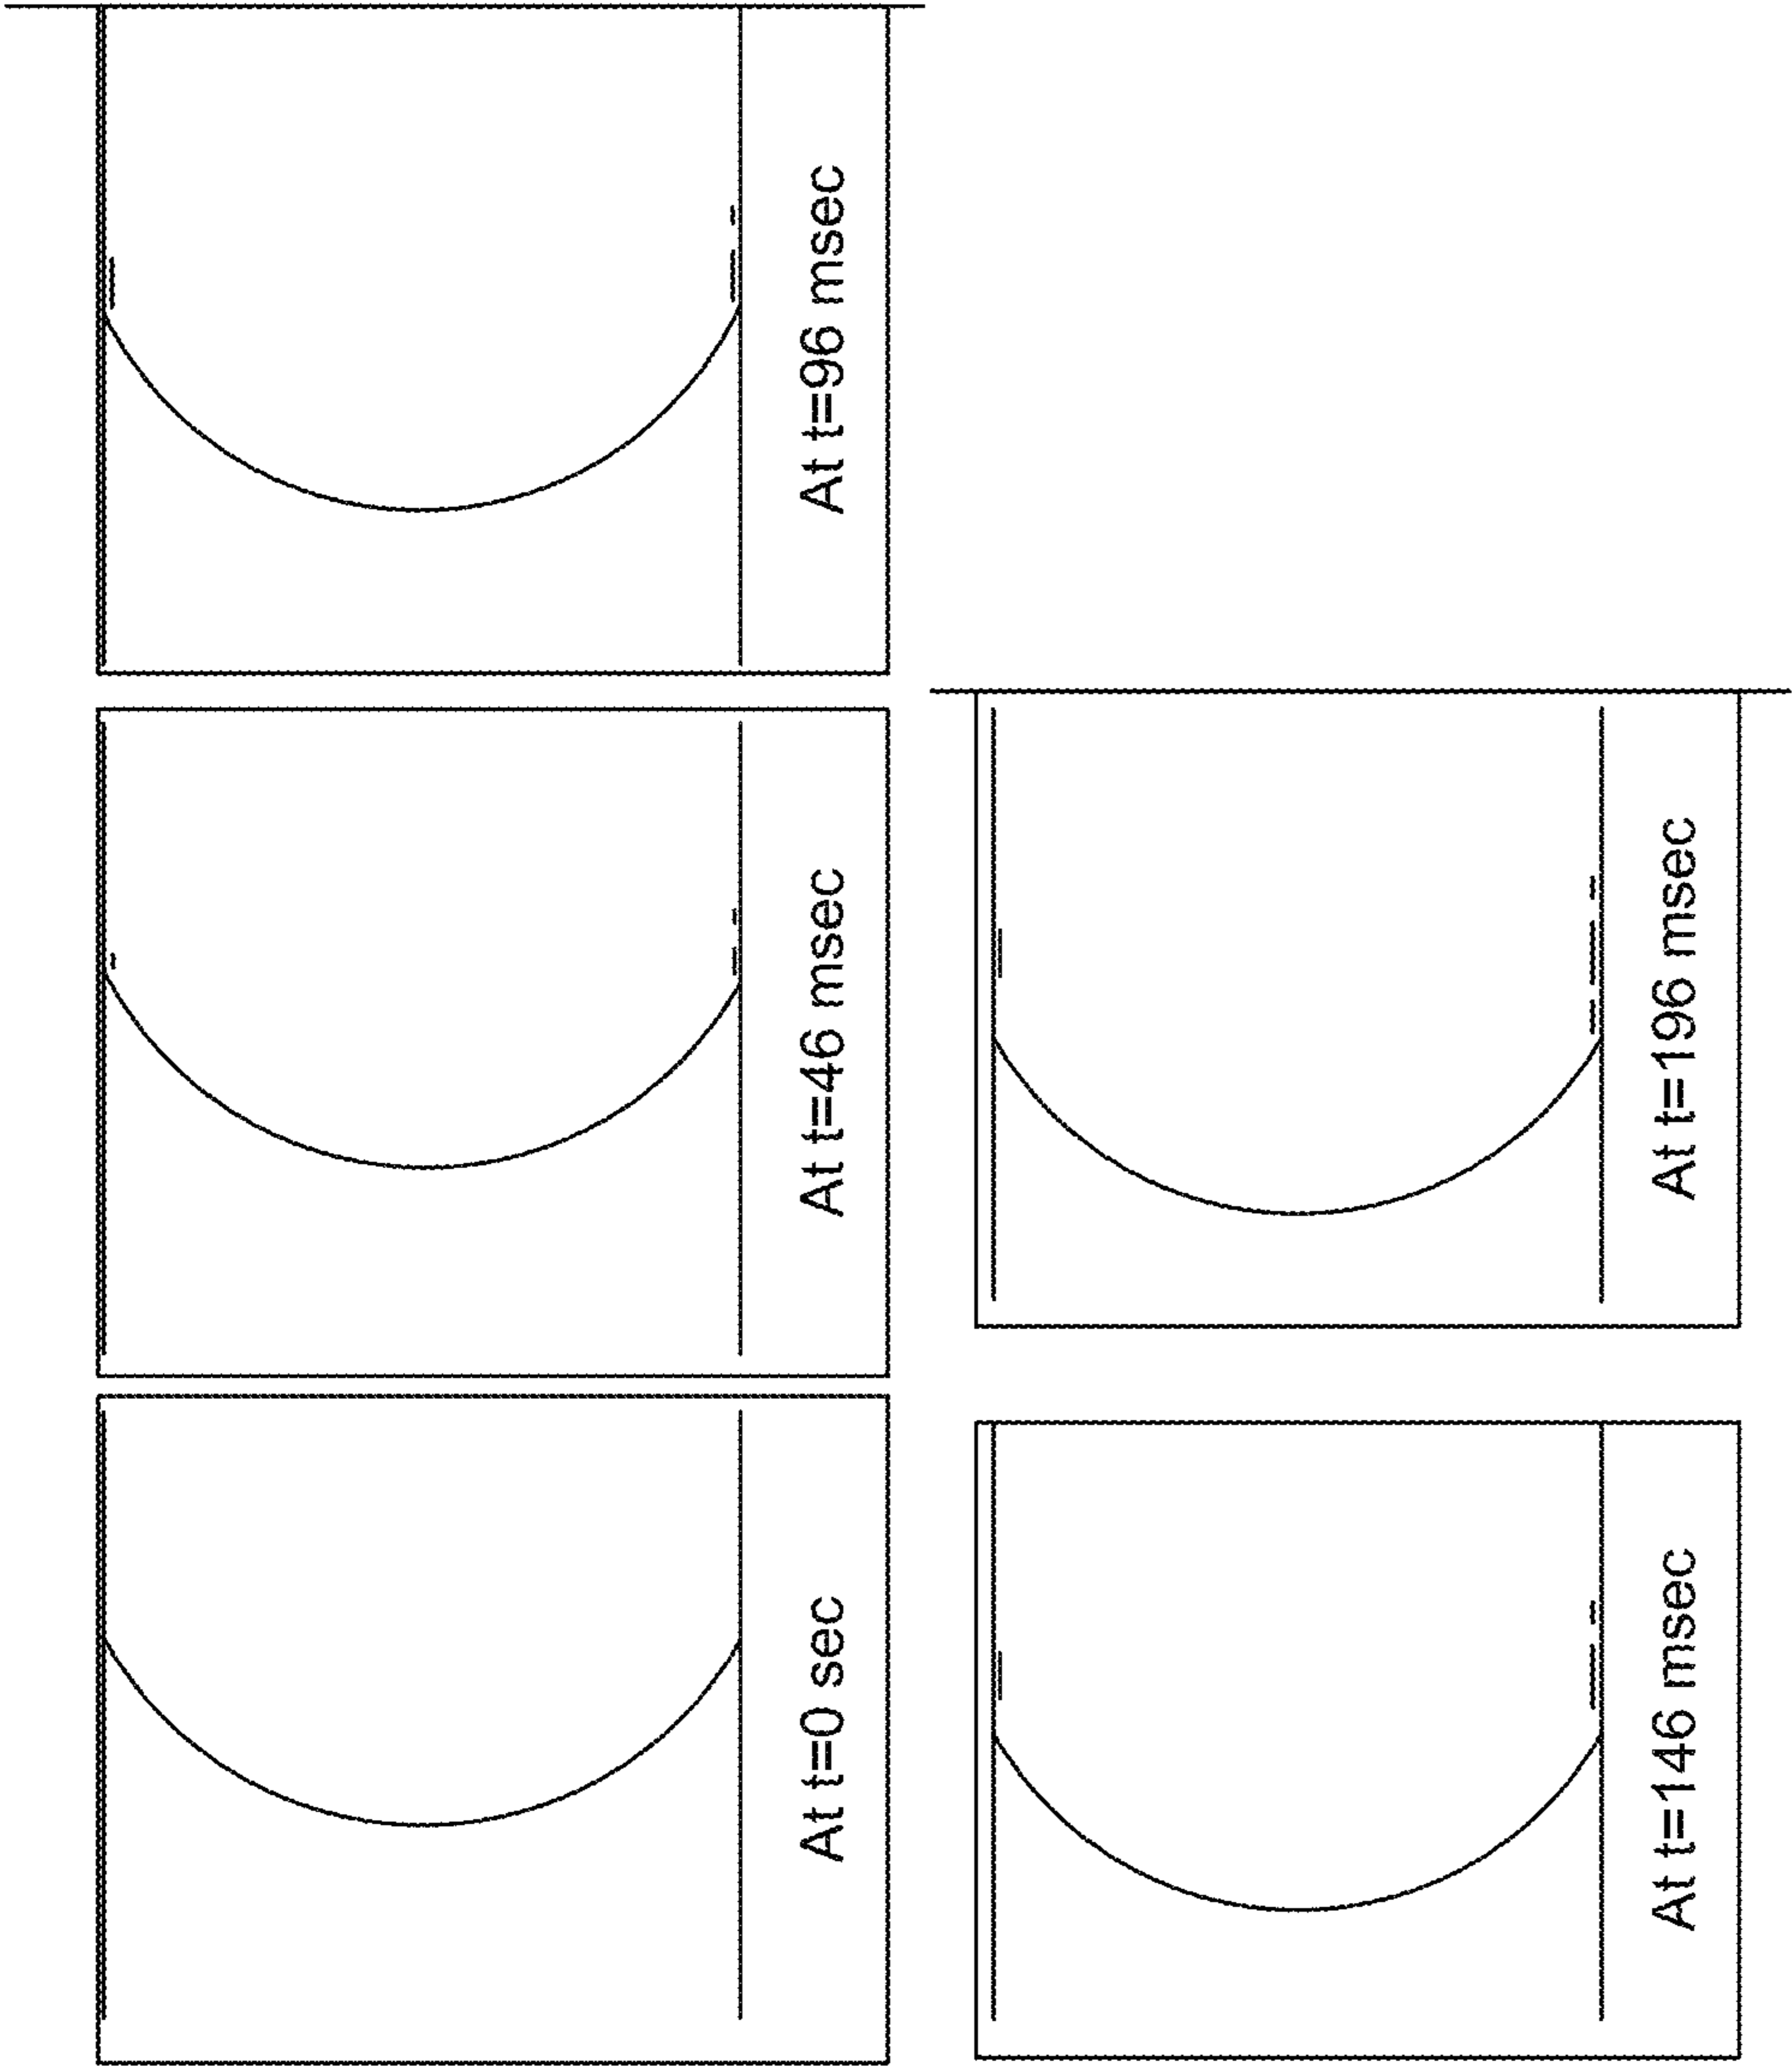 At t=0 sec
At t=46 msec
At t=96 msec
At t=146 msec
At t=196 msec